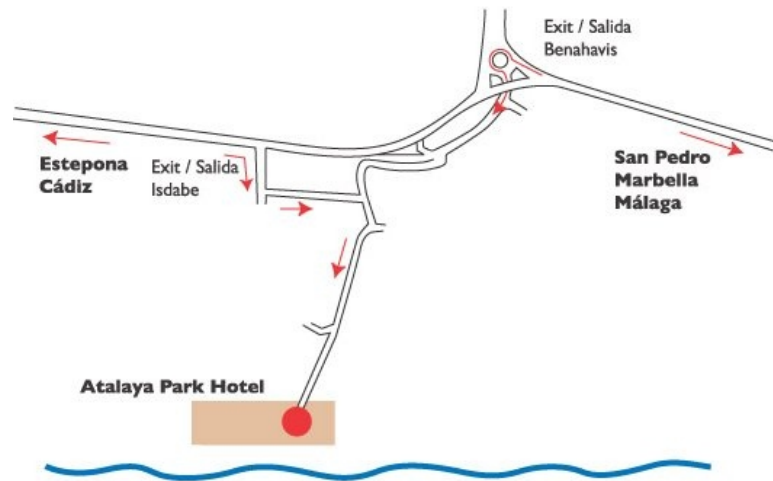 Exit / Salida
Benahavis
Estepona
Cádiz
Exit / Salida
Isdabe
San Pedro
Marbella
Málaga
Atalaya Park Hotel